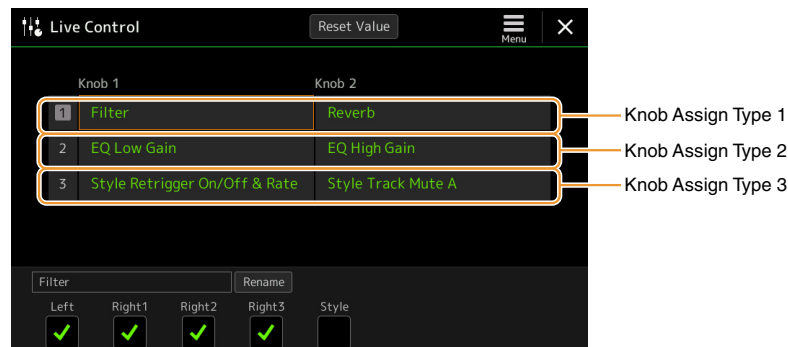 Live Control
Reset Value
Menu
Knob 1 Knob 2
1 Filter Reverb Knob Assign Type 1
2 EQ Low Gain EQ High Gain Knob Assign Type 2
3 Style Retrigger On/Off & Rate Style Track Mute A Knob Assign Type 3
Filter Rename
Left Right1 Right2 Right3 Style